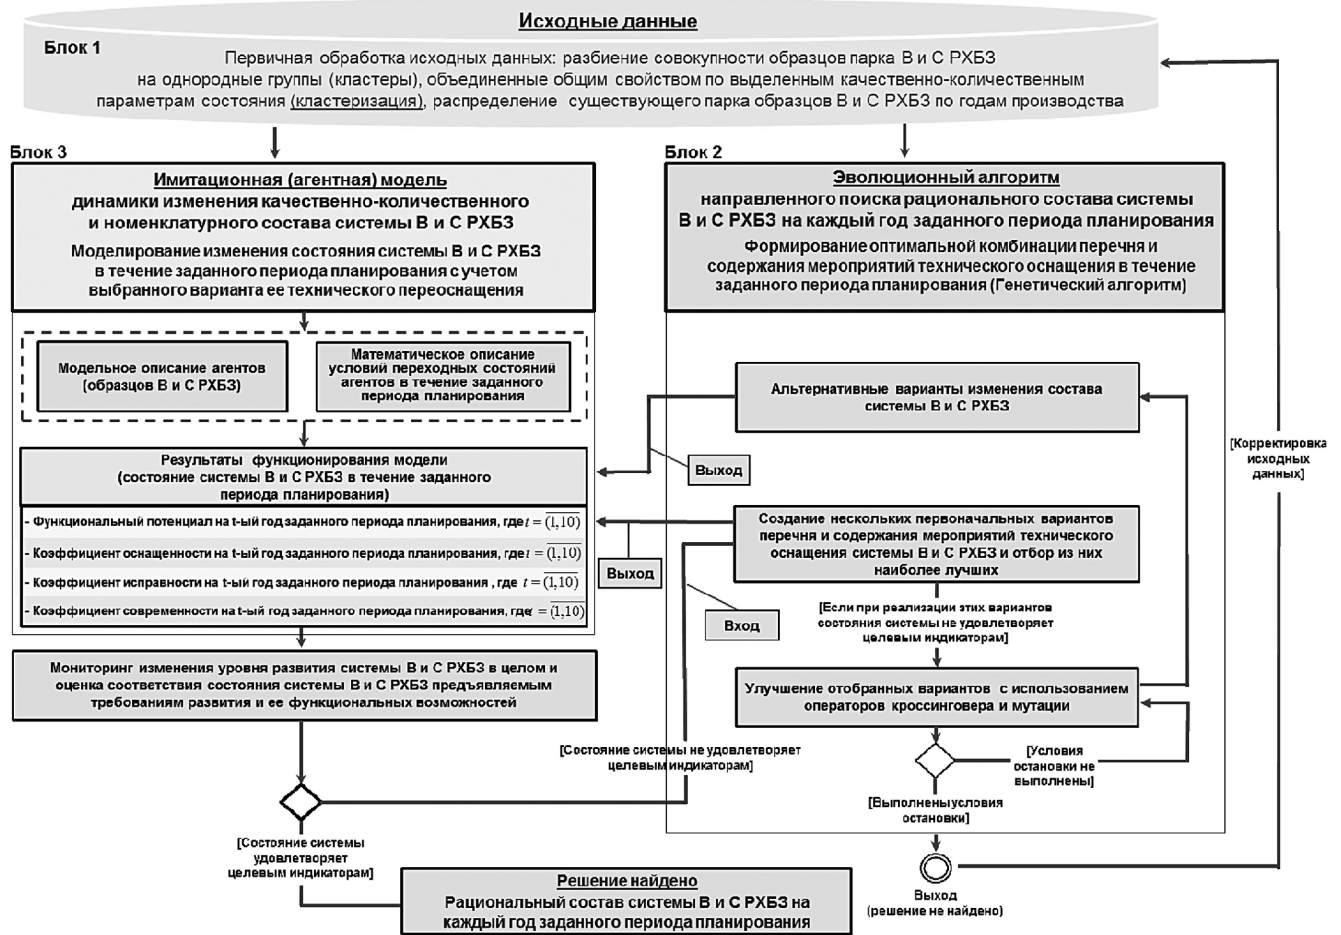 Исходные данные
Блок 1
Первичная обработка исходных данных: разбиение совокупности образцов парка В и С РХБЗ
на однородные группы (кластеры), объединенные общим свойством по выделенным качественно-количественным
параметрам состояния (кластеризация), распределение существующего парка образцов В и С РХБЗ по годам производства
Блок 3
Имитационная (агентная) модель
динамики изменения качественно-количественного
и номенклатурного состава системы В и С РХБЗ
Моделирование изменения состояния системы В и С РХБЗ
в течение заданного периода планирования с учетом
выбранного варианта ее технического переоснащения
Модельное описание агентов
(образцов В и С РХБЗ)
Математическое описание
условий переходных состояний
агентов в течение заданного
периода планирования
Результаты функционирования модели
(состояние системы В и С РХБЗ в течение заданного
периода планирования)
- Функциональный потенциал на t-ый год заданного периода планирования, где t = (1,10)
- Коэффициент оснащенности на t-ый год заданного периода планирования, где t = (1,10)
- Коэффициент исправности на t-ый год заданного периода планирования , где t = (1,10)
- Коэффициент современности на t-ый год заданного периода планирования, где t = (1,10)
Мониторинг изменения уровня развития системы В и С РХБЗ в целом и
оценка соответствия состояния системы В и С РХБЗ предъявляемым
требованиям развития и ее функциональных возможностей
[Состояние системы
удовлетворяет
целевым индикаторам]
[Состояние системы не удовлетворяет
целевым индикаторам]
Решение найдено
Рациональный состав системы В и С РХБЗ на
каждый год заданного периода планирования
Блок 2
Эволюционный алгоритм
направленного поиска рационального состава системы
В и С РХБЗ на каждый год заданного периода планирования
Формирование оптимальной комбинации перечня и
содержания мероприятий технического оснащения в течение
заданного периода планирования (Генетический алгоритм)
Альтернативные варианты изменения состава
системы В и С РХБЗ
Выход
Создание нескольких первоначальных вариантов
перечня и содержания мероприятий технического
оснащения системы В и С РХБЗ и отбор из них
наиболее лучших
Выход
Вход
[Если при реализации этих вариантов
состояния системы не удовлетворяет
целевым индикаторам]
Улучшение отобранных вариантов с использованием
операторов кроссинговера и мутации
[Условия
остановки не
выполнены]
[Выполнены условия
остановки]
Выход
(решение не найдено)
[Корректировка
исходных
данных]